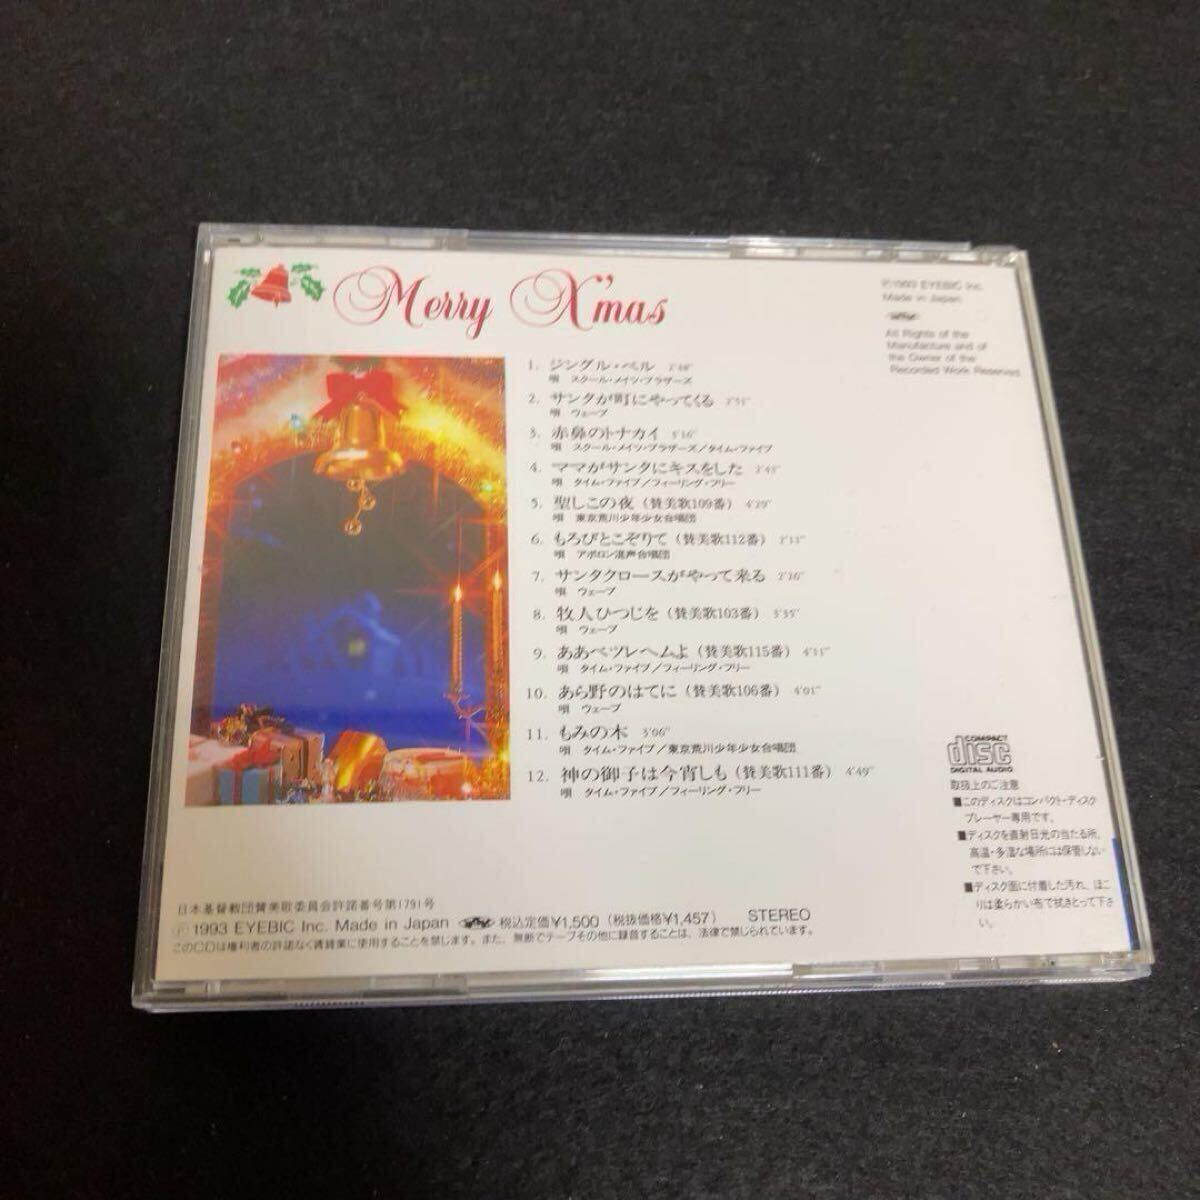 Merry X'mas
℗1993 EYEBIC Inc.
Made in Japan
All Rights of the
Manufacture and of
the Owner of the
Recorded Work Reserved
1. ジングル・ベル
唄 スクール・メイツ・ブラザーズ
2. サンタが町にやってくる 2'51"
唄 ウェーブ
3. 赤鼻のトナカイ 3'16"
唄 スクール・メイツ・ブラザーズ／タイム・ファイブ
4. ママがサンタにキスをした 3'45"
唄 タイム・ファイブ／フィーリング・フリー
5. 聖しこの夜（賛美歌109番） 4'29"
唄 東京荒川少年少女合唱団
6. もろびとこぞりて（賛美歌112番） 2'11"
唄 アポロン混声合唱団
7. サンタクロースがやって来る 2'26"
唄 ウェーブ
8. 牧人ひつじを（賛美歌103番） 3'35"
唄 ウェーブ
9. ああベツレヘムよ（賛美歌115番） 4'11"
唄 タイム・ファイブ／フィーリング・フリー
10. あら野のはてに（賛美歌106番） 4'01"
唄 ウェーブ
11. もみの木 3'06"
唄 タイム・ファイブ／東京荒川少年少女合唱団
12. 神の御子は今宵しも（賛美歌111番） 4'49"
唄 タイム・ファイブ／フィーリング・フリー
COMPACT
disc
DIGITAL AUDIO
取扱上のご注意
■このディスクはコンパクト・ディスク
プレーヤー専用です。
■ディスクを直射日光の当たる所、
高温・多湿な場所には保管しない
で下さい。
■ディスク面に付着した汚れ、ほこ
りは柔らかい布で拭きとって下さ
い。
日本基督教団賛美歌委員会許諾番号第1791号
℗1993 EYEBIC Inc. Made in Japan 税込定価¥1,500（税抜価格¥1,457） STEREO
このCDは権利者の許諾なく賃貸業に使用することを禁じます。また、無断でテープその他に録音することは、法律で禁じられています。